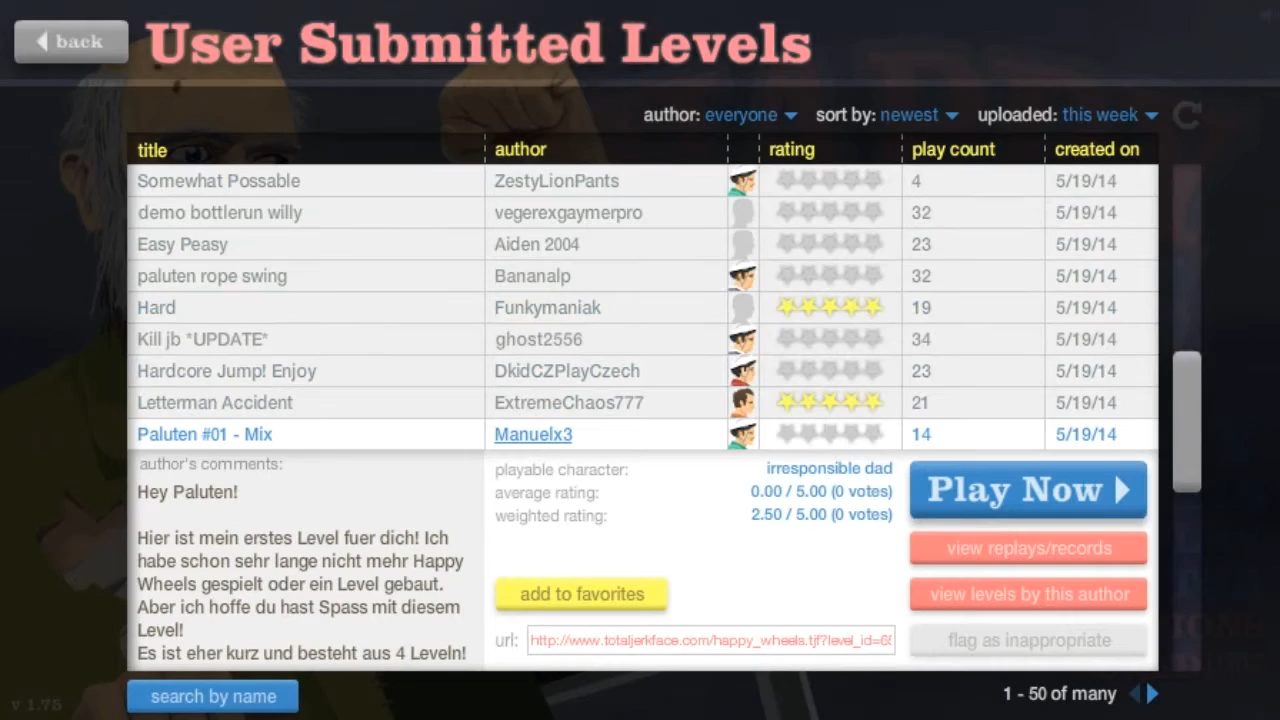 back
User Submitted Levels
author: everyone sort by: newest uploaded: this week
title author rating play count created on
Somewhat Possable ZestyLionPants 4 5/19/14
demo bottlerun willy vegerexgaymerpro 32 5/19/14
Easy Peasy Aiden 2004 23 5/19/14
paluten rope swing Bananalp 32 5/19/14
Hard Funkymaniak 19 5/19/14
Kill jb *UPDATE* ghost2556 34 5/19/14
Hardcore Jump! Enjoy DkidCZPlayCzech 23 5/19/14
Letterman Accident ExtremeChaos777 21 5/19/14
Paluten #01 - Mix Manuelx3 14 5/19/14
author's comments:
Hey Paluten!
Hier ist mein erstes Level fuer dich! Ich
habe schon sehr lange nicht mehr Happy
Wheels gespielt oder ein Level gebaut.
Aber ich hoffe du hast Spass mit diesem
Level!
Es ist eher kurz und besteht aus 4 Leveln!
playable character: irresponsible dad
average rating: 0.00 / 5.00 (0 votes)
weighted rating: 2.50 / 5.00 (0 votes)
add to favorites
url: http://www.totaljerkface.com/happy_wheels.tjf?level_id=6
Play Now
view replays/records
view levels by this author
flag as inappropriate
v 1.75
search by name
1 - 50 of many